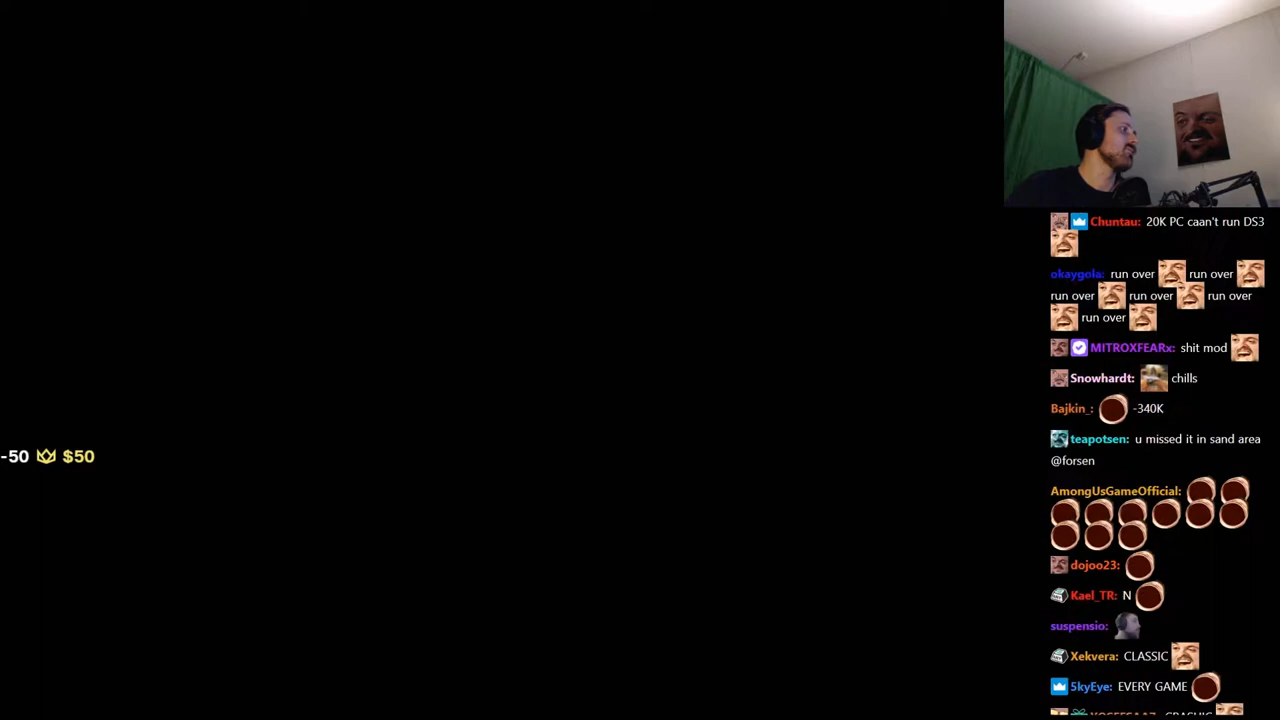 Chuntau: 20K PC caan't run DS3
okaygola: run over run over
run over run over run over
run over
MITROXFEARx: shit mod
Snowhardt: chills
Bajkin_: -340K
teapotsen: u missed it in sand area
@forsen
-50 $50
AmongUsGameOfficial:
dojoo23:
Kael_TR: N
suspensio:
Xekvera: CLASSIC
5kyEye: EVERY GAME